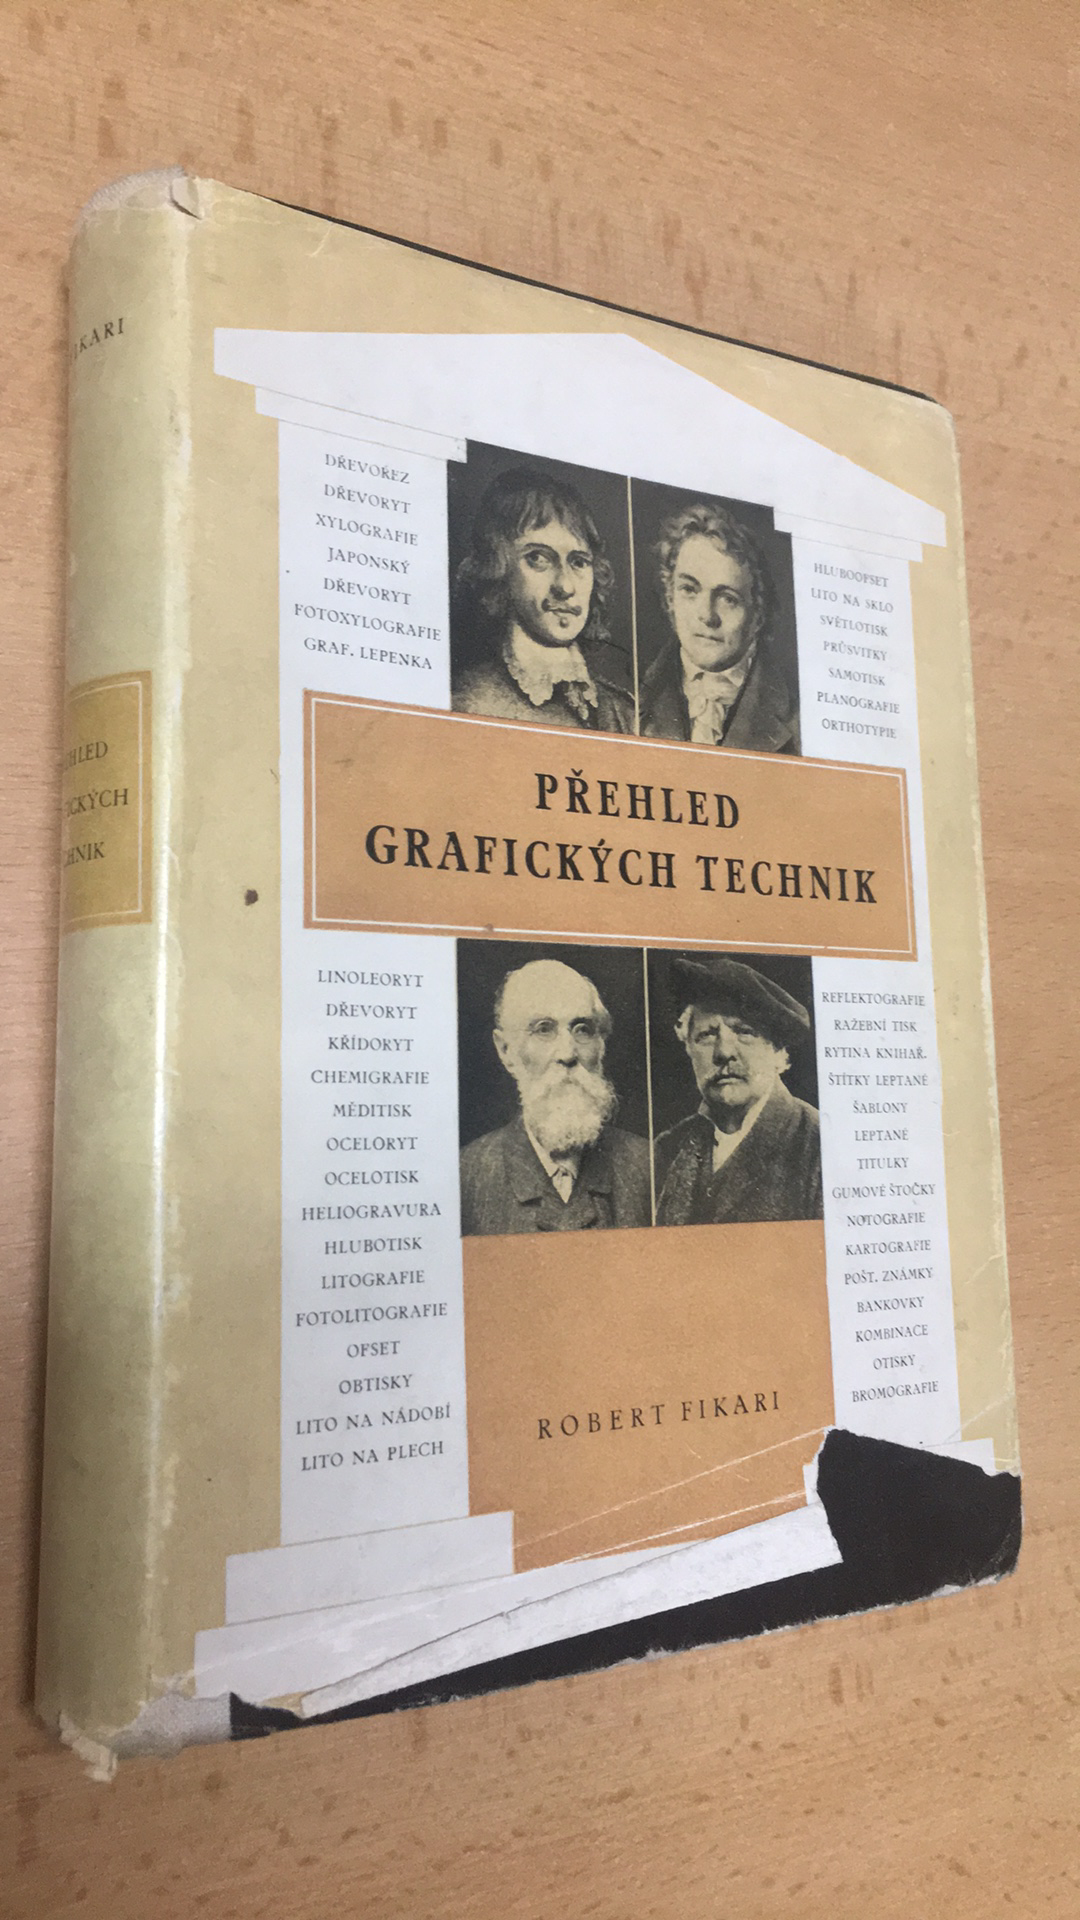 IKARI
HLED
ICKÝCH
HNIK
DŘEVOŘEZ
DŘEVORYT
XYLOGRAFIE
JAPONSKÝ
DŘEVORYT
FOTOXYLOGRAFIE
GRAF. LEPENKA
HLUBOOFSET
LITO NA SKLO
SVĚTLOTISK
PRŮSVITKY
SAMOTISK
PLANOGRAFIE
ORTHOTYPIE
PŘEHLED
GRAFICKÝCH TECHNIK
LINOLEORYT
DŘEVORYT
KŘÍDORYT
CHEMIGRAFIE
MĚDITISK
OCELORYT
OCELOTISK
HELIOGRAVURA
HLUBOTISK
LITOGRAFIE
FOTOLITOGRAFIE
OFSET
OBTISKY
LITO NA NÁDOBÍ
LITO NA PLECH
REFLEKTOGRAFIE
RAŽEBNÍ TISK
RYTINA KNIHAŘ.
ŠTÍTKY LEPTANÉ
ŠABLONY
LEPTANÉ
TITULKY
GUMOVÉ ŠTOČKY
NOTOGRAFIE
KARTOGRAFIE
POŠT. ZNÁMKY
BANKOVKY
KOMBINACE
OTISKY
BROMOGRAFIE
ROBERT FIKARI